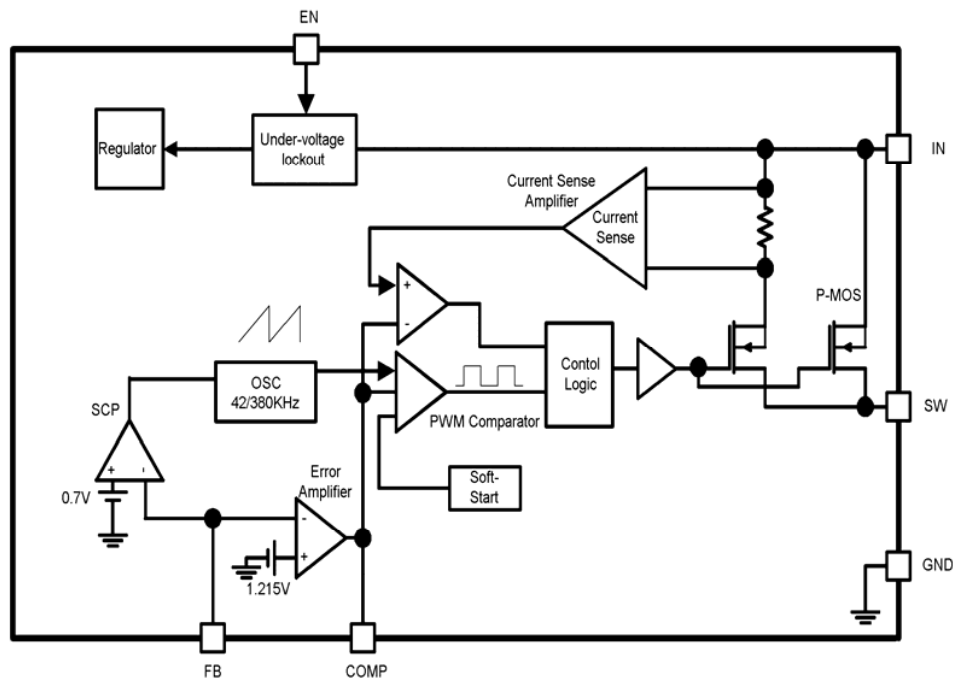 EN
Regulator
Under-voltage
lockout
IN
Current Sense
Amplifier
Current
Sense
P-MOS
+
-
OSC
42/380KHz
Contol
Logic
SCP
PWM Comparator
SW
+ -
0.7V
Error
Amplifier
Soft-
Start
-
+
1.215V
GND
FB
COMP